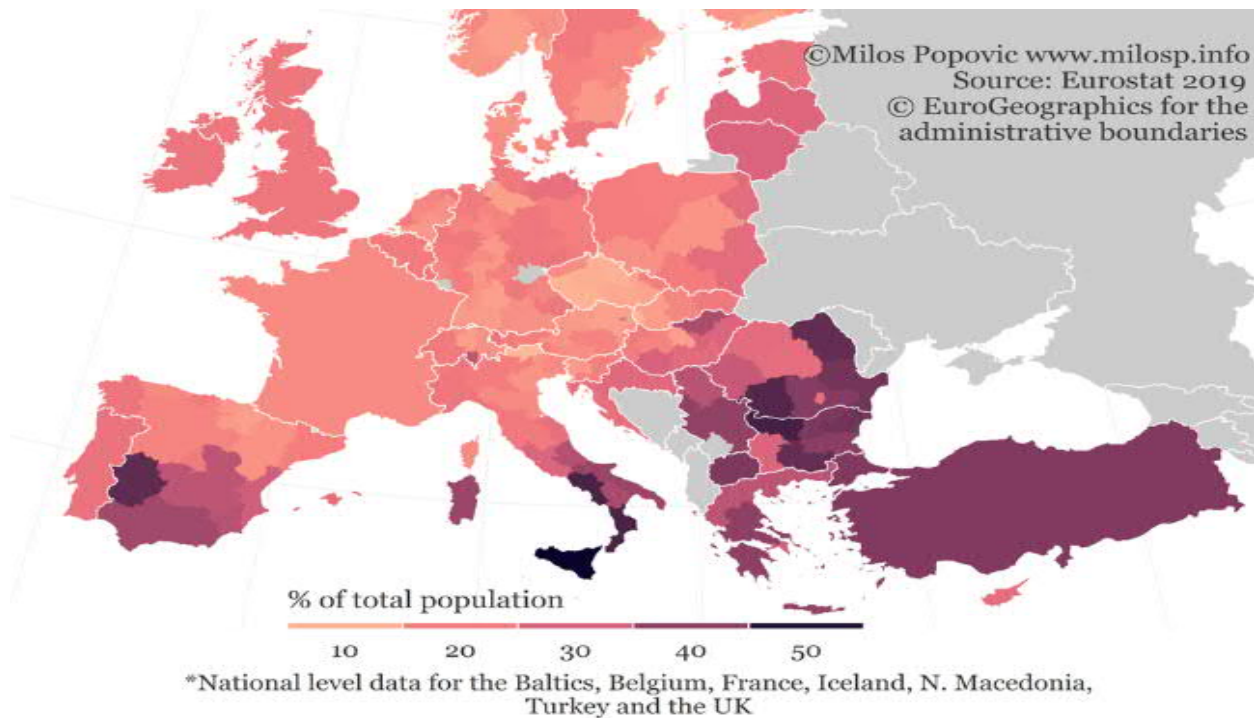 ©Milos Popovic www.milosp.info
Source: Eurostat 2019
© EuroGeographics for the
administrative boundaries
% of total population
10 20 30 40 50
*National level data for the Baltics, Belgium, France, Iceland, N. Macedonia,
Turkey and the UK